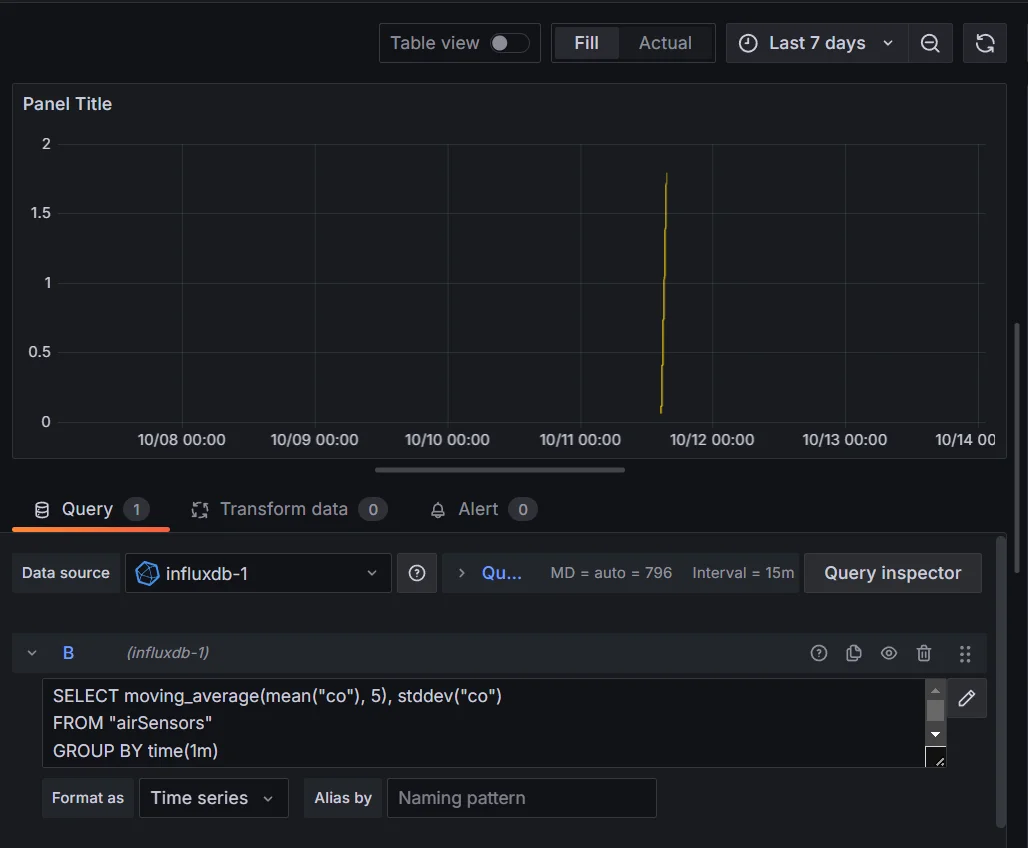 Table view Fill Actual Last 7 days
Panel Title
2
1.5
1
0.5
0
10/08 00:00 10/09 00:00 10/10 00:00 10/11 00:00 10/12 00:00 10/13 00:00 10/14 00
Query 1 Transform data 0 Alert 0
Data source influxdb-1 Qu... MD = auto = 796 Interval = 15m Query inspector
B (influxdb-1)
SELECT moving_average(mean("co"), 5), stddev("co")
FROM "airSensors"
GROUP BY time(1m)
Format as Time series Alias by Naming pattern